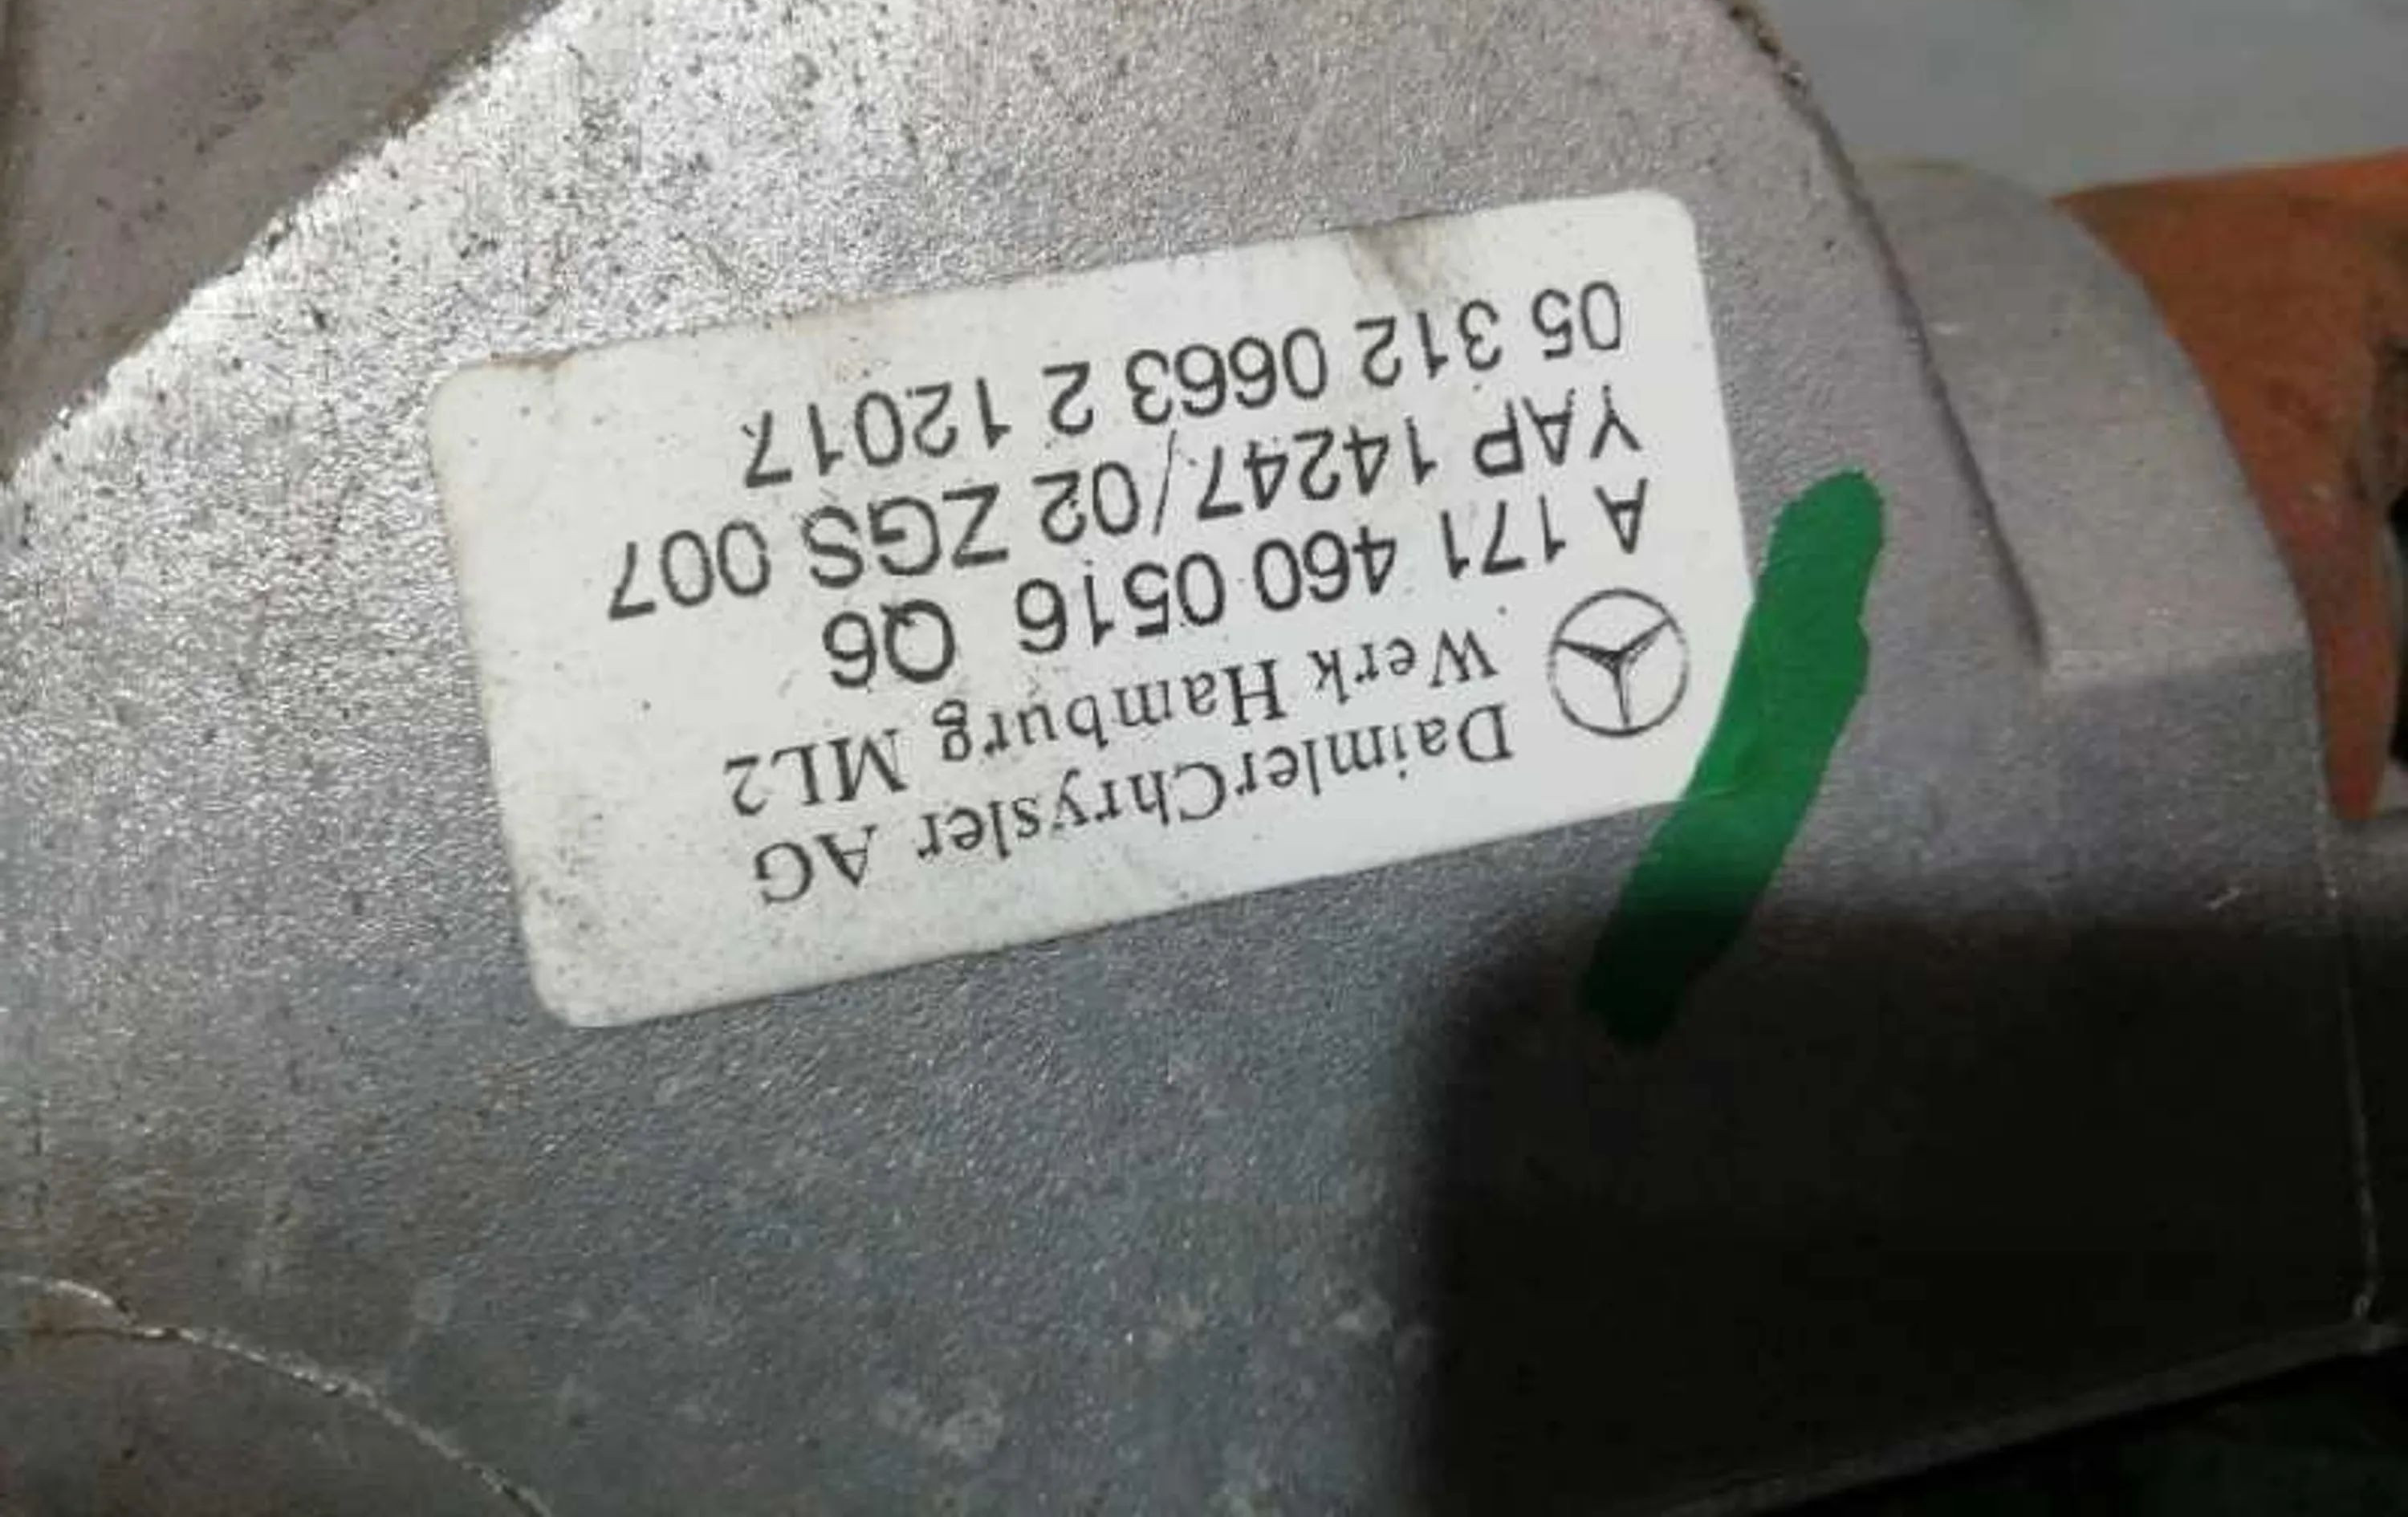 DaimlerChrysler AG
Werk Hamburg ML2
A 171 460 0516 Q6
YAP 14247/02 ZGS 007
05 312 0663 2 12017